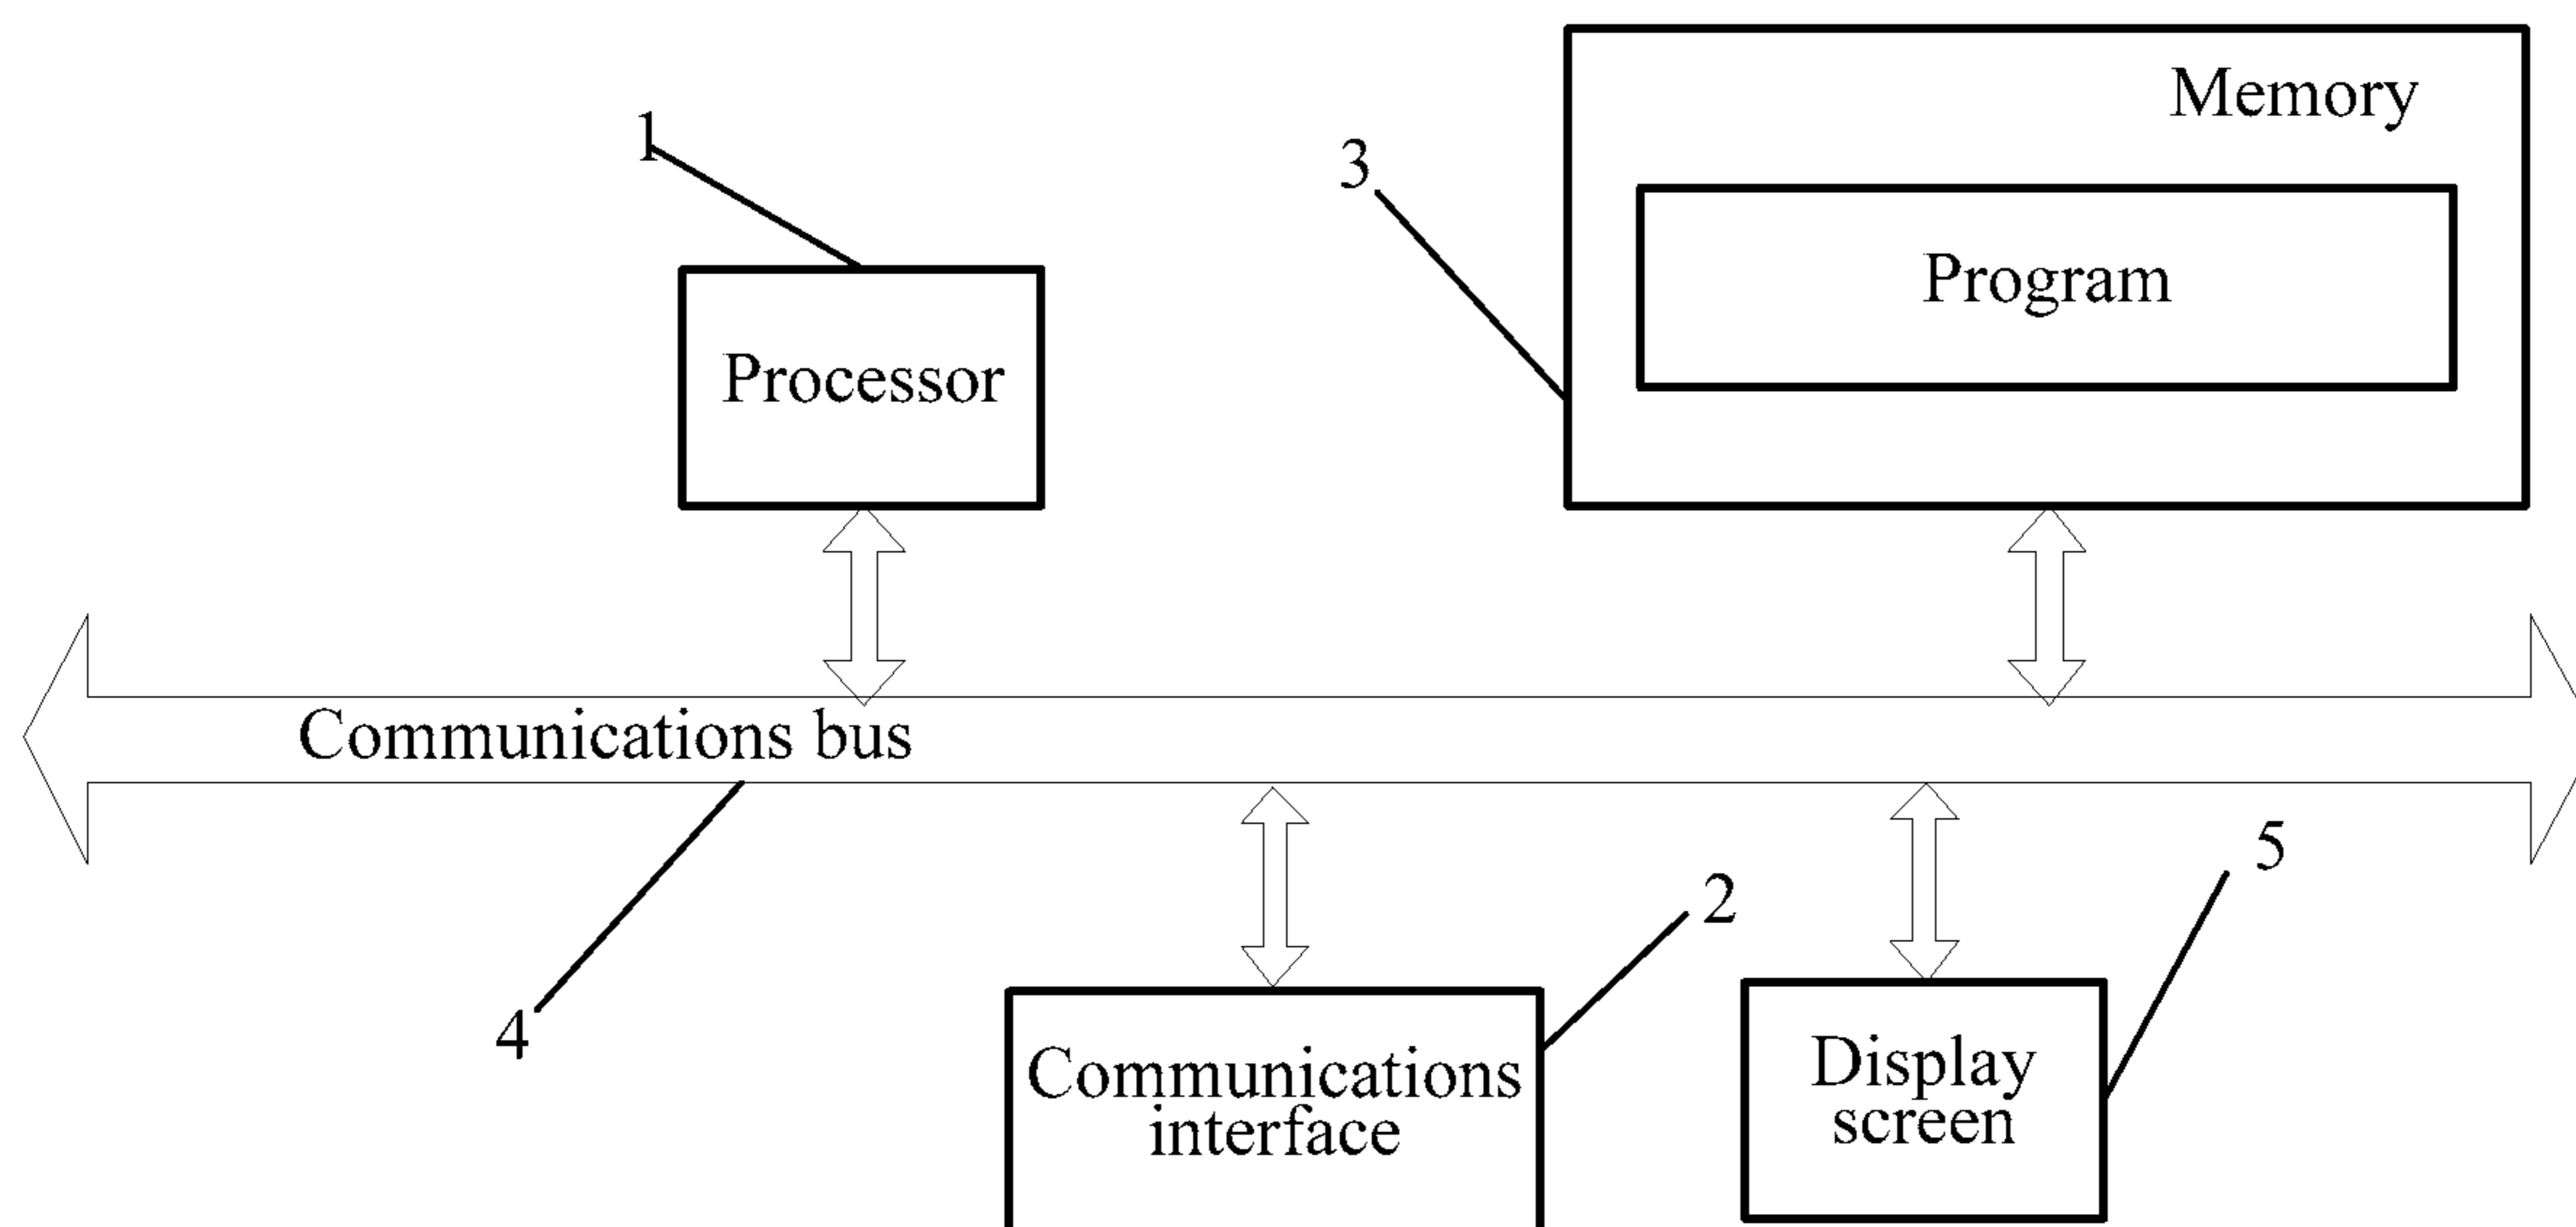 Memory
1
3
Program
Processor
Communications bus
5
2
4
Communications
interface
Display
screen